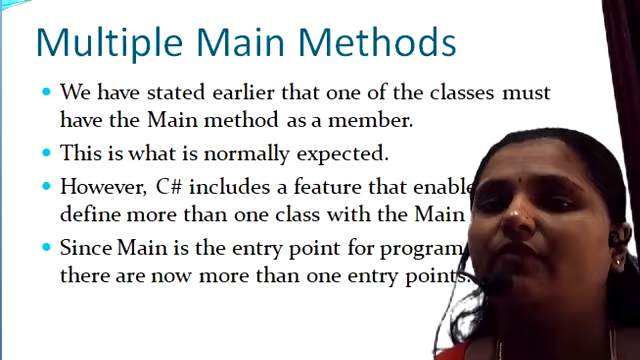 Multiple Main Methods
We have stated earlier that one of the classes must
have the Main method as a member.
This is what is normally expected.
However, C# includes a feature that enable
define more than one class with the Main
Since Main is the entry point for program
there are now more than one entry points.